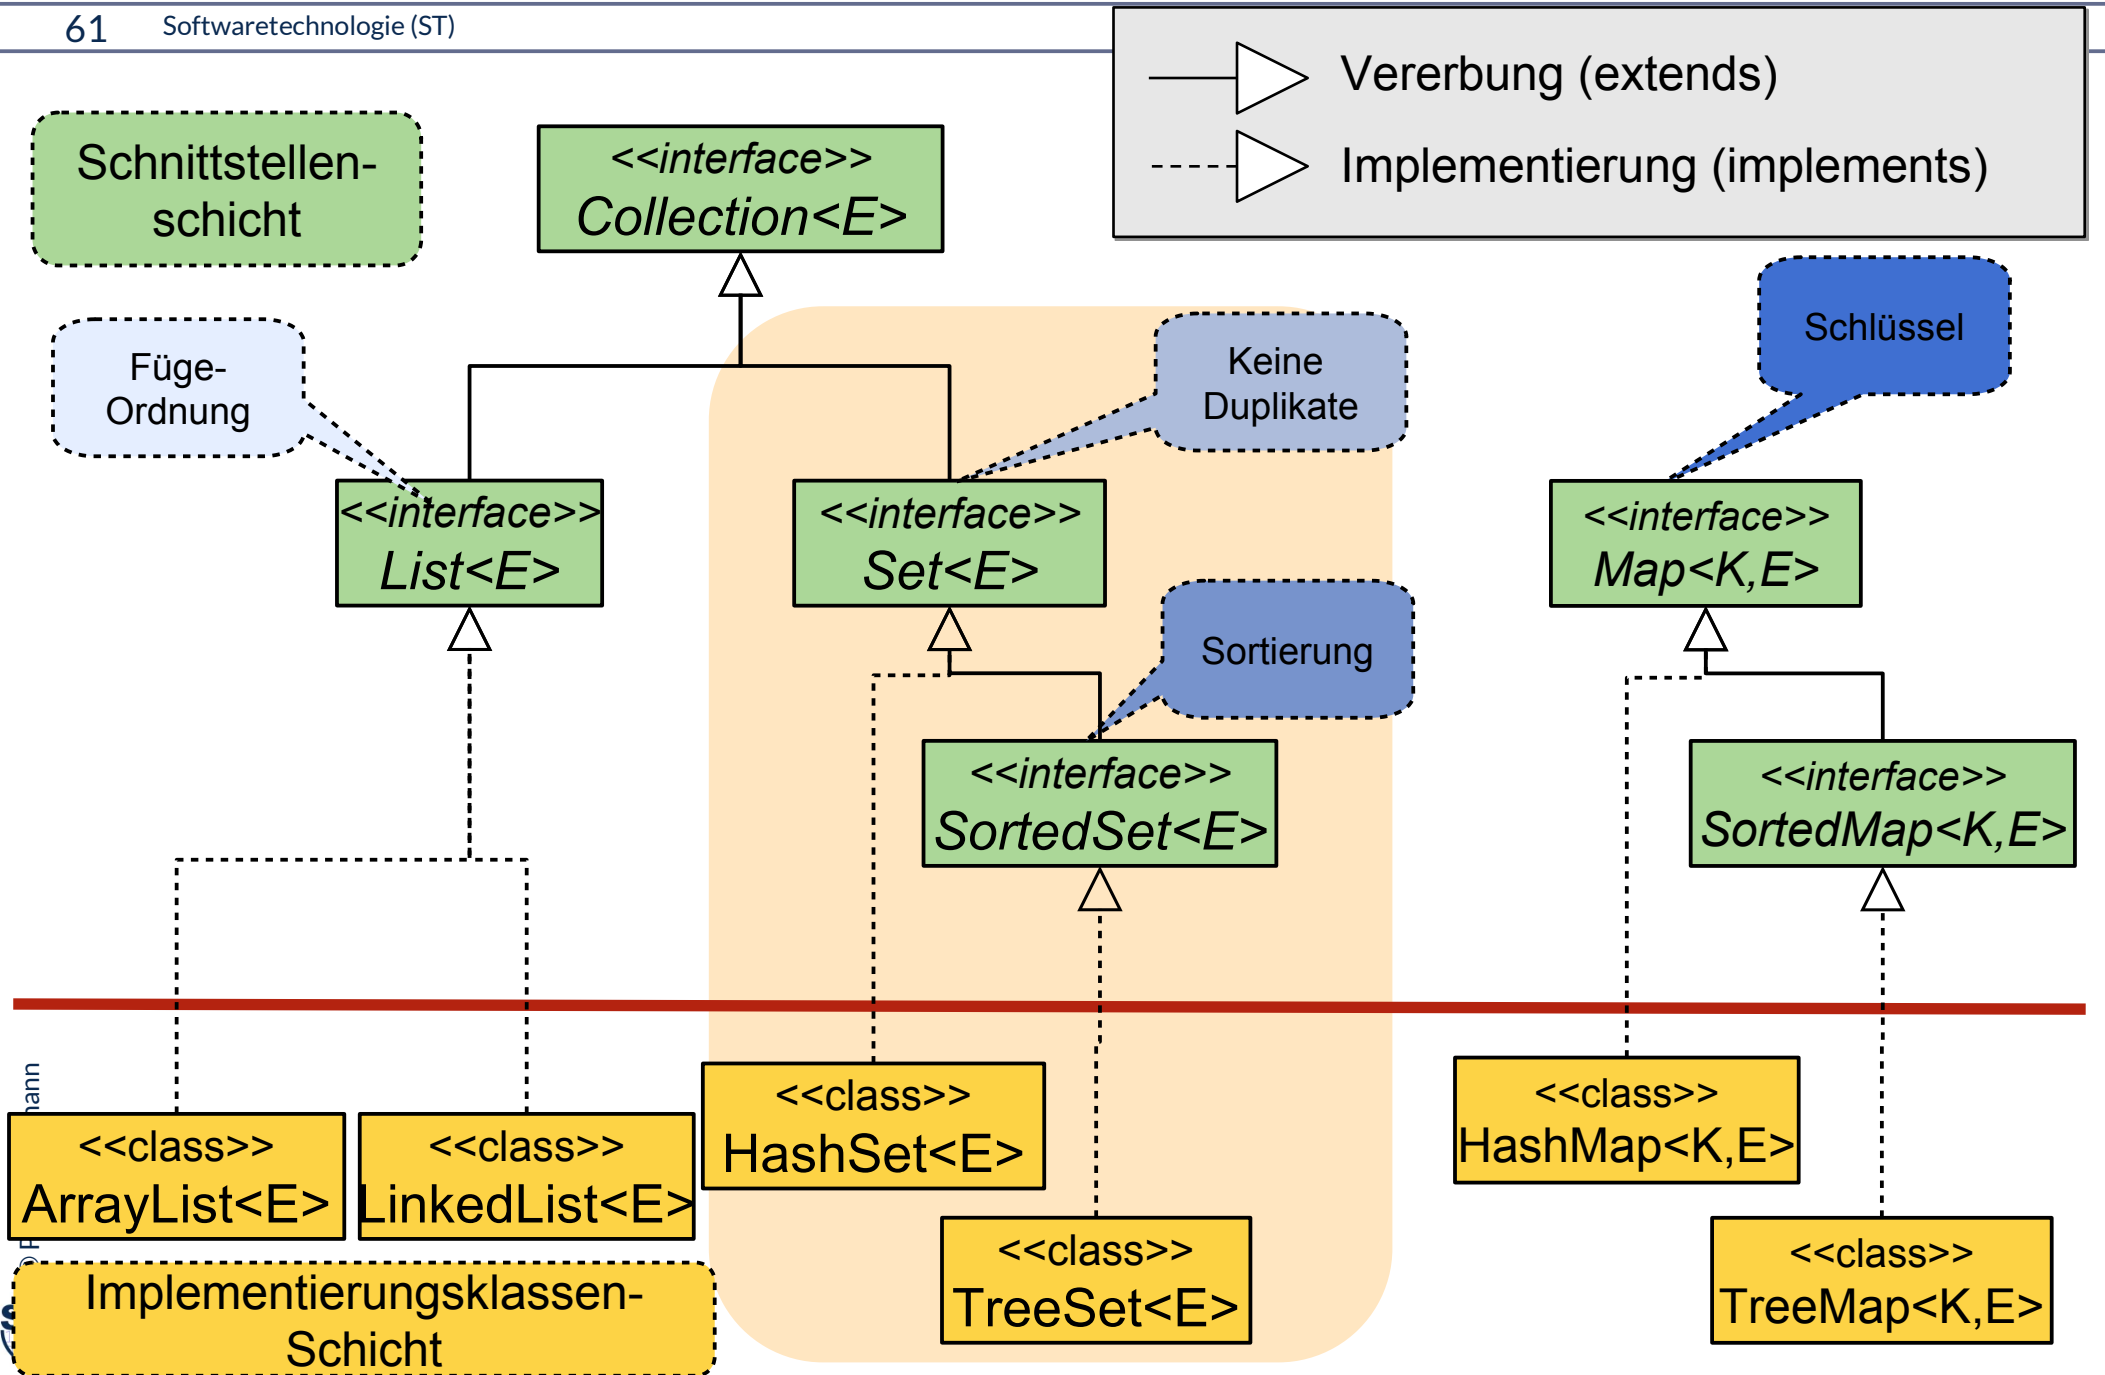 61 Softwaretechnologie (ST)
Vererbung (extends)
Implementierung (implements)
Schnittstellen-
schicht
<<interface>>
Collection<E>
Füge-
Ordnung
Keine
Duplikate
Schlüssel
<<interface>>
List<E>
<<interface>>
Set<E>
<<interface>>
Map<K,E>
Sortierung
<<interface>>
SortedSet<E>
<<interface>>
SortedMap<K,E>
<<class>>
ArrayList<E>
<<class>>
LinkedList<E>
<<class>>
HashSet<E>
<<class>>
HashMap<K,E>
<<class>>
TreeSet<E>
<<class>>
TreeMap<K,E>
Implementierungsklassen-
Schicht